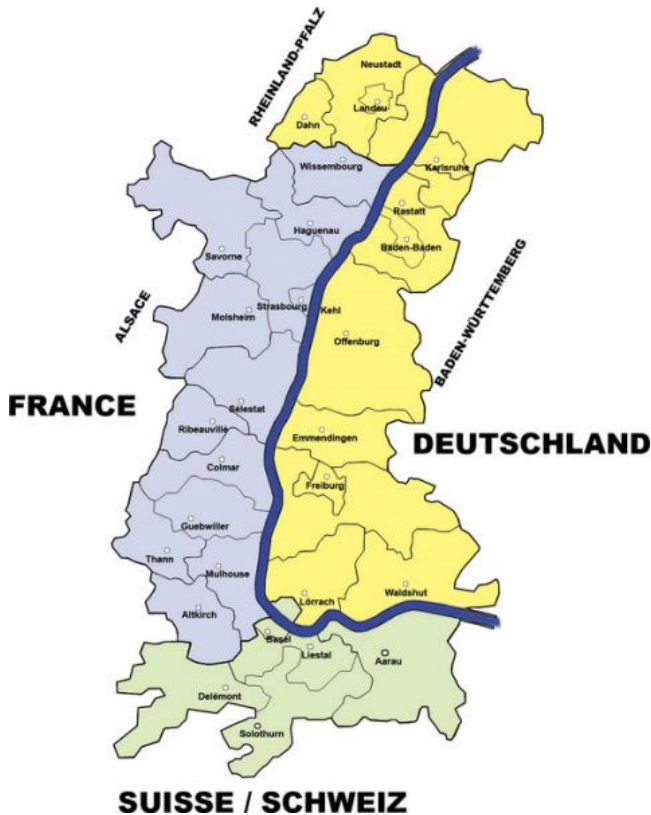 RHEINLAND-PFALZ
Neustadt
Landau
Dahn
Wissembourg
Karlsruhe
Rastatt
Haguenau
Baden-Baden
Savorne
ALSACE
BADEN-WÜRTTEMBERG
Strasbourg
Kehl
Molsheim
Offenburg
FRANCE
Sélestat
Ribeauvillé
Emmendingen
DEUTSCHLAND
Colmar
Freiburg
Guebwiller
Thann
Mulhouse
Waldshut
Lörrach
Altkirch
Basel
Liestal
Aarau
Delémont
Solothurn
SUISSE / SCHWEIZ